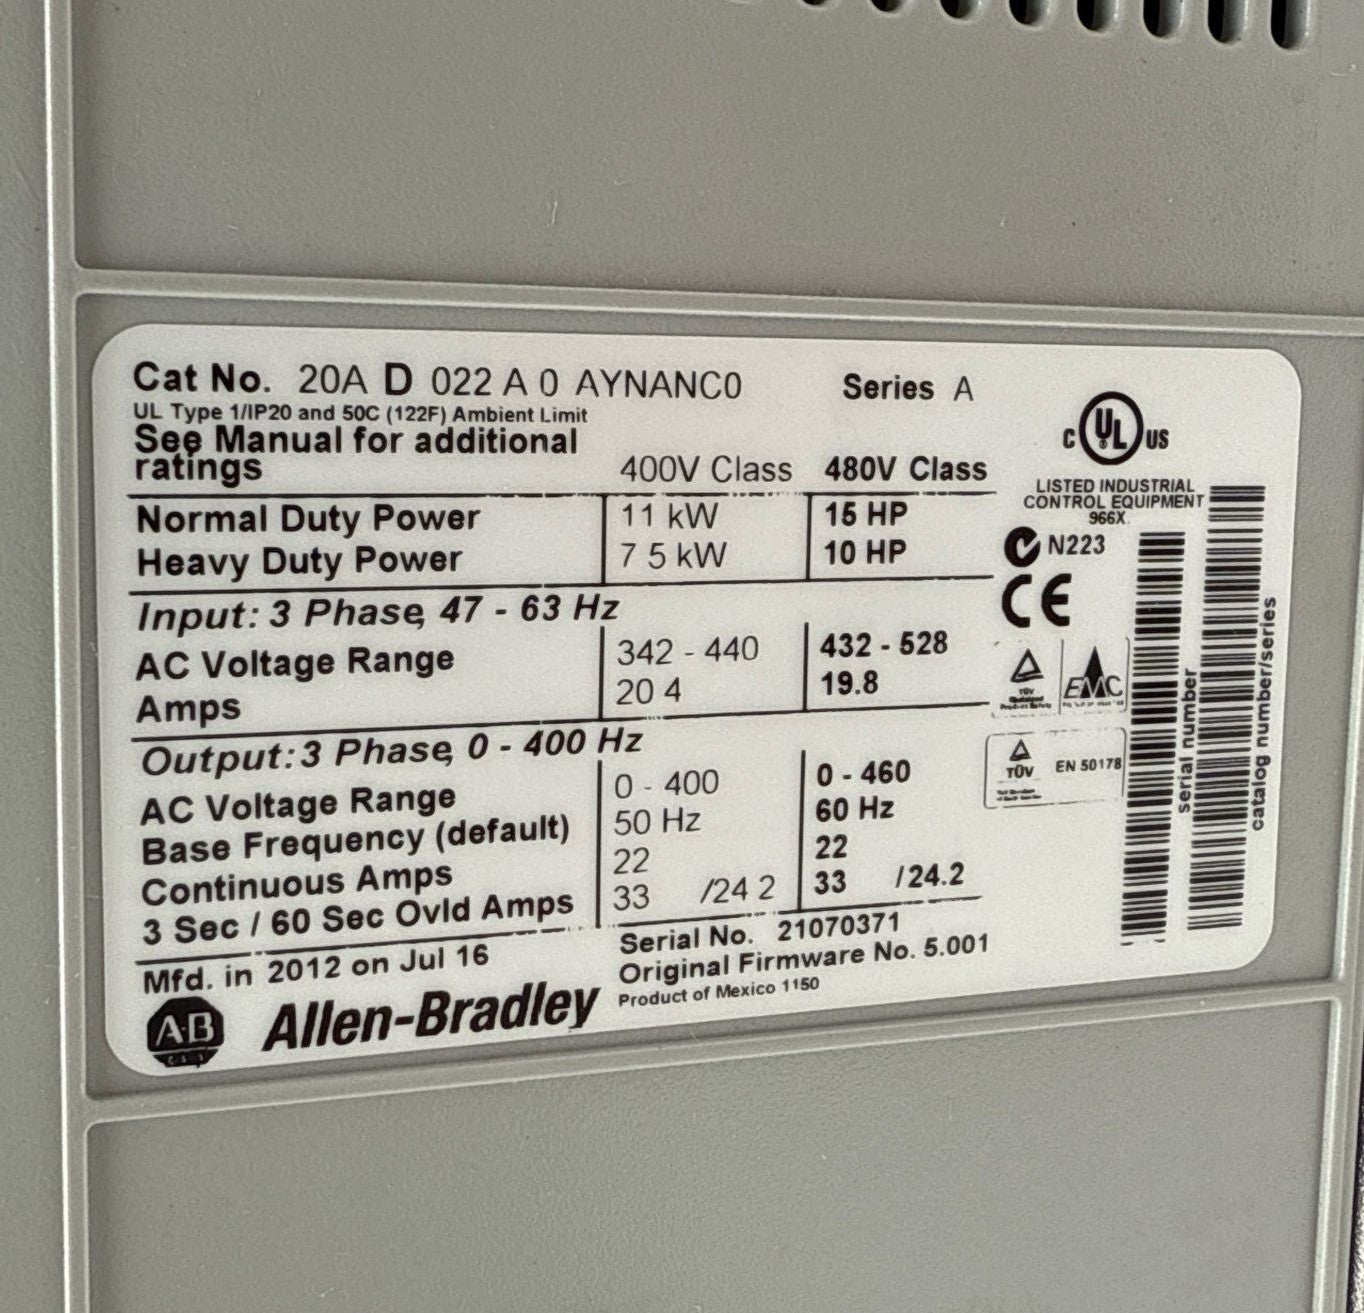 Cat No. 20A D 022 A 0 AYNANC0 Series A
UL Type 1/IP20 and 50C (122F) Ambient Limit
See Manual for additional
ratings 400V Class 480V Class
Normal Duty Power 11 kW 15 HP
Heavy Duty Power 7 5 kW 10 HP
Input: 3 Phase, 47 - 63 Hz
AC Voltage Range 342 - 440 432 - 528
Amps 20 4 19.8
Output: 3 Phase, 0 - 400 Hz
AC Voltage Range 0 - 400 0 - 460
Base Frequency (default) 50 Hz 60 Hz
Continuous Amps 22 22
3 Sec / 60 Sec Ovld Amps 33 /24 2 33 /24.2
Mfd. in 2012 on Jul 16 Serial No. 21070371
Original Firmware No. 5.001
Product of Mexico 1150
AB Allen-Bradley
C UL US
LISTED INDUSTRIAL
CONTROL EQUIPMENT
966X
N223
CE
TÜV
EMC
TÜV EN 50178
serial number
catalog number/series